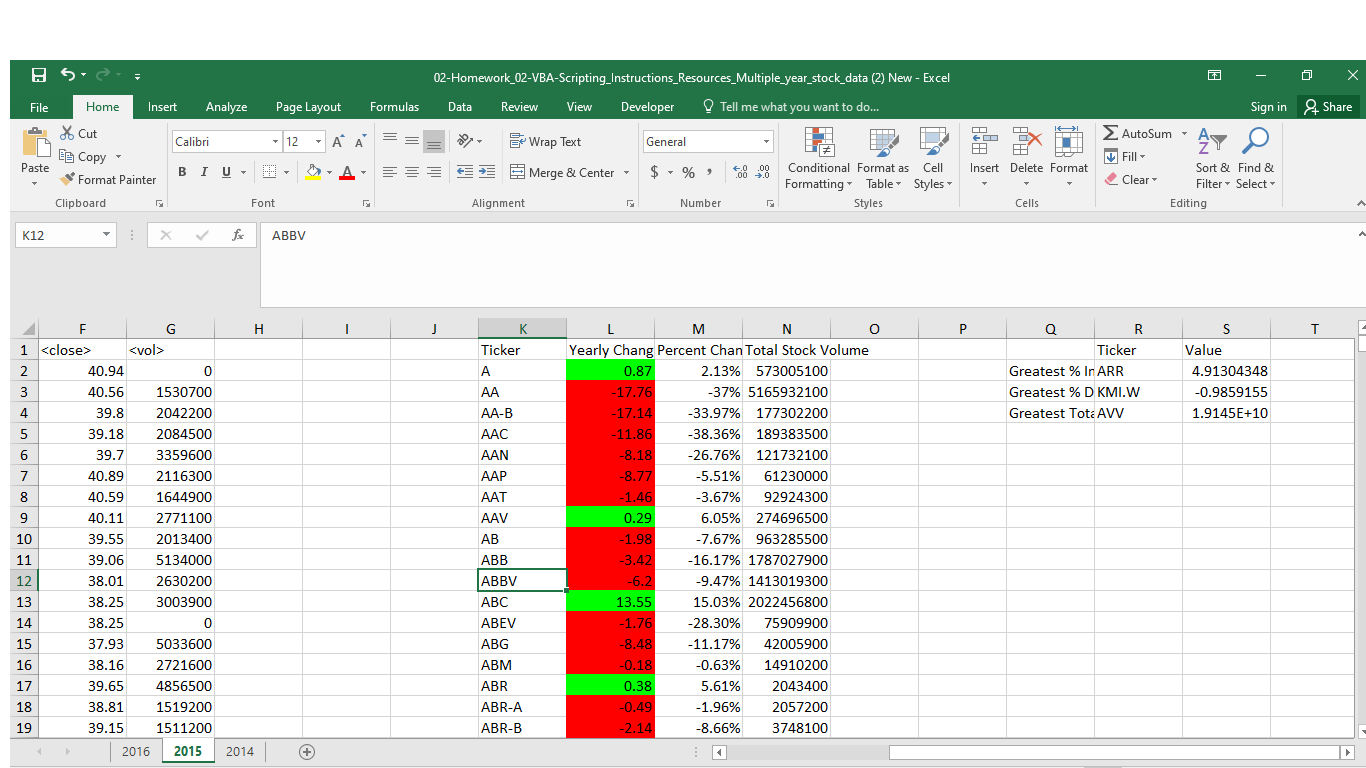 02-Homework_02-VBA-Scripting_Instructions_Resources_Multiple_year_stock_data (2) New - Excel
File Home Insert Analyze Page Layout Formulas Data Review View Developer Tell me what you want to do... Sign in Share
Paste
Cut
Copy
Format Painter
Clipboard
Calibri 12
B I U
Font
Wrap Text
Merge & Center
Alignment
General
$ % ,
Number
Conditional Formatting
Format as Table
Cell Styles
Styles
Insert Delete Format
Cells
AutoSum
Fill
Clear
Sort & Filter
Find & Select
Editing
K12 fx ABBV
F G H I J K L M N O P Q R S T
1 <close> <vol> Ticker Yearly Chang Percent Chan Total Stock Volume Ticker Value
2 40.94 0 A 0.87 2.13% 573005100 Greatest % In ARR 4.91304348
3 40.56 1530700 AA -17.76 -37% 5165932100 Greatest % D KMI.W -0.9859155
4 39.8 2042200 AA-B -17.14 -33.97% 177302200 Greatest Tota AVV 1.9145E+10
5 39.18 2084500 AAC -11.86 -38.36% 189383500
6 39.7 3359600 AAN -8.18 -26.76% 121732100
7 40.89 2116300 AAP -8.77 -5.51% 61230000
8 40.59 1644900 AAT -1.46 -3.67% 92924300
9 40.11 2771100 AAV 0.29 6.05% 274696500
10 39.55 2013400 AB -1.98 -7.67% 963285500
11 39.06 5134000 ABB -3.42 -16.17% 1787027900
12 38.01 2630200 ABBV -6.2 -9.47% 1413019300
13 38.25 3003900 ABC 13.55 15.03% 2022456800
14 38.25 0 ABEV -1.76 -28.30% 75909900
15 37.93 5033600 ABG -8.48 -11.17% 42005900
16 38.16 2721600 ABM -0.18 -0.63% 14910200
17 39.65 4856500 ABR 0.38 5.61% 2043400
18 38.81 1519200 ABR-A -0.49 -1.96% 2057200
19 39.15 1511200 ABR-B -2.14 -8.66% 3748100
2016 2015 2014